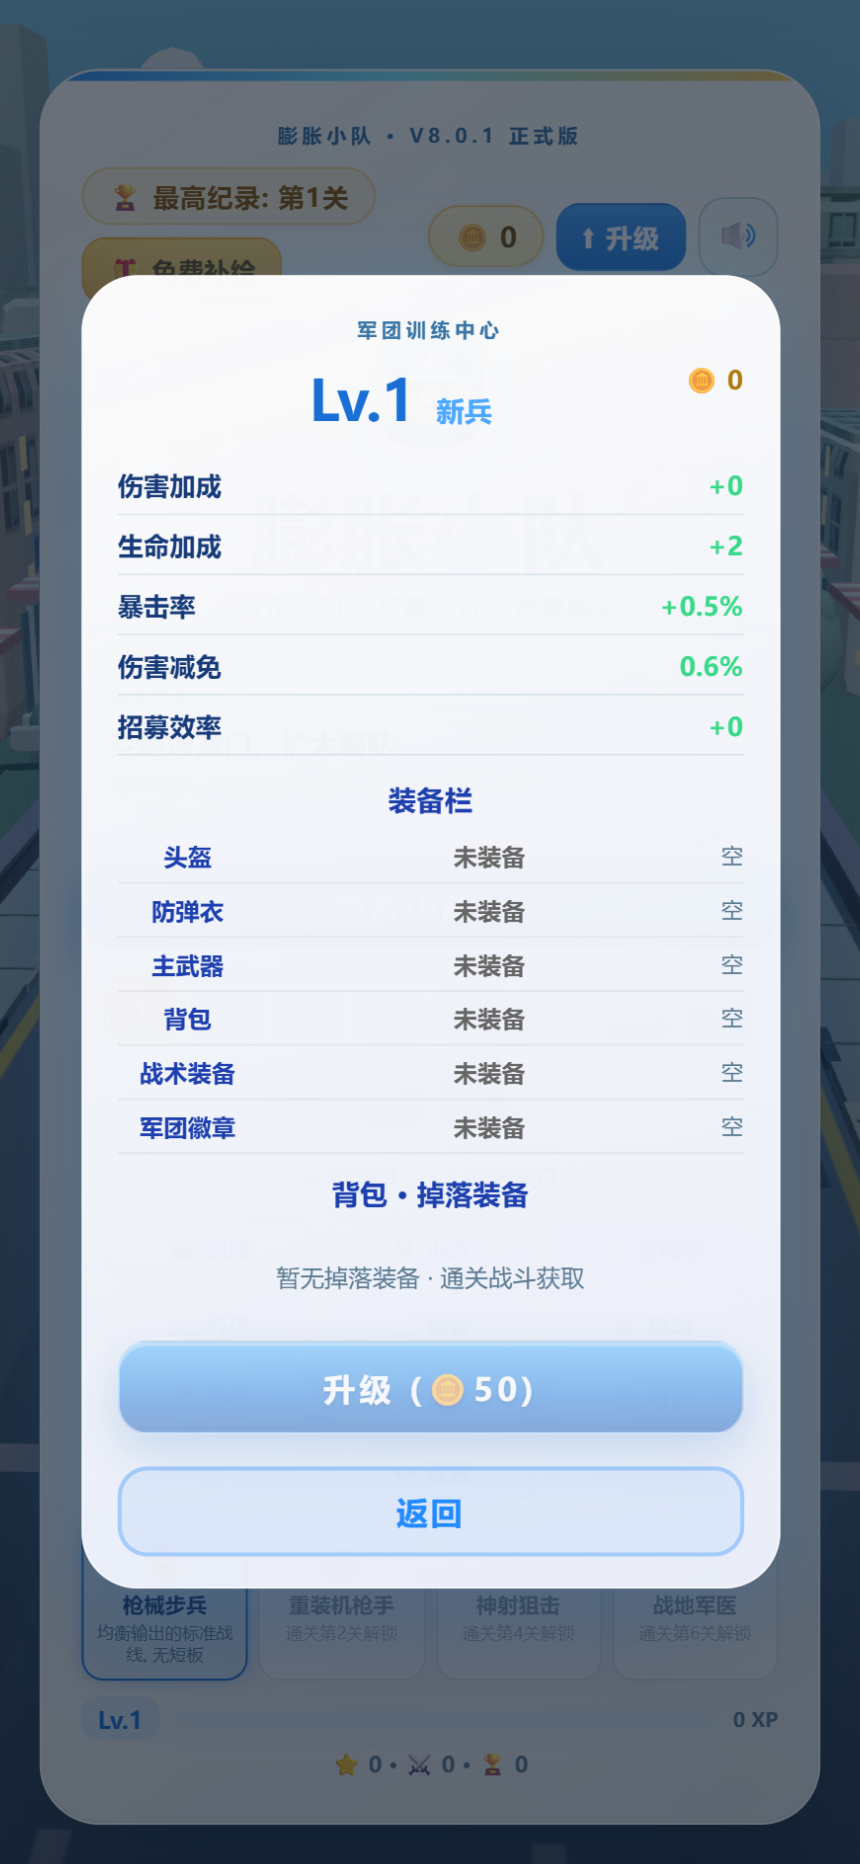 膨胀小队 • V8.0.1 正式版
最高纪录: 第1关
0
升级
免费补给
军团训练中心
Lv.1 新兵
0
伤害加成 +0
生命加成 +2
暴击率 +0.5%
伤害减免 0.6%
招募效率 +0
装备栏
头盔 未装备 空
防弹衣 未装备 空
主武器 未装备 空
背包 未装备 空
战术装备 未装备 空
军团徽章 未装备 空
背包 • 掉落装备
暂无掉落装备 · 通关战斗获取
升级 (50)
返回
枪械步兵
均衡输出的标准战
线, 无短板
重装机枪手
通关第2关解锁
神射狙击
通关第4关解锁
战地军医
通关第6关解锁
Lv.1 0 XP
0 • 0 • 0